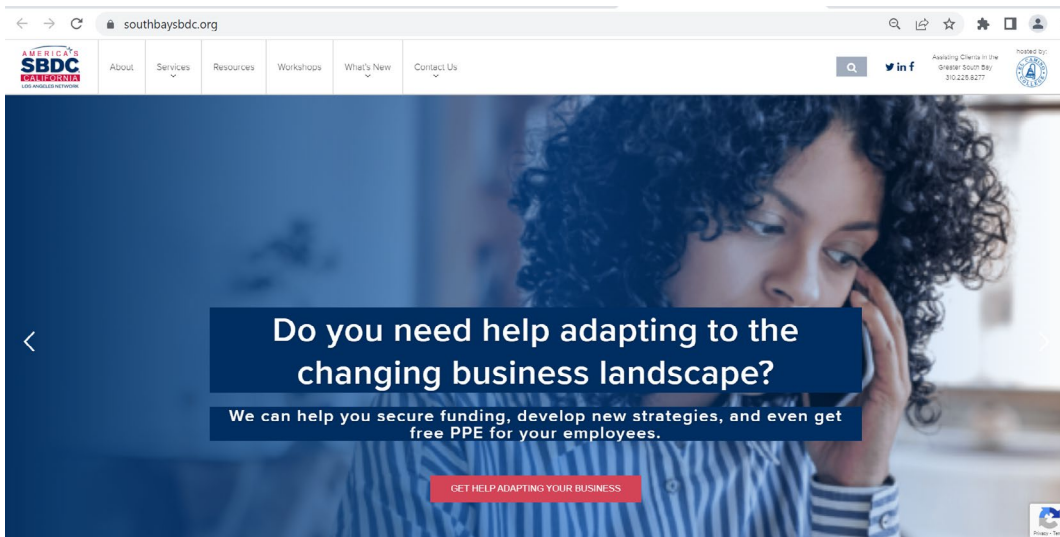 southbaysbdc.org
AMERICA'S
SBDC
CALIFORNIA
LOS ANGELES NETWORK
About
Services
Resources
Workshops
What's New
Contact Us
Assisting Clients in the
Greater South Bay
310.225.8277
hosted by:
EL CAMINO
COLLEGE
Do you need help adapting to the
changing business landscape?
We can help you secure funding, develop new strategies, and even get
free PPE for your employees.
GET HELP ADAPTING YOUR BUSINESS